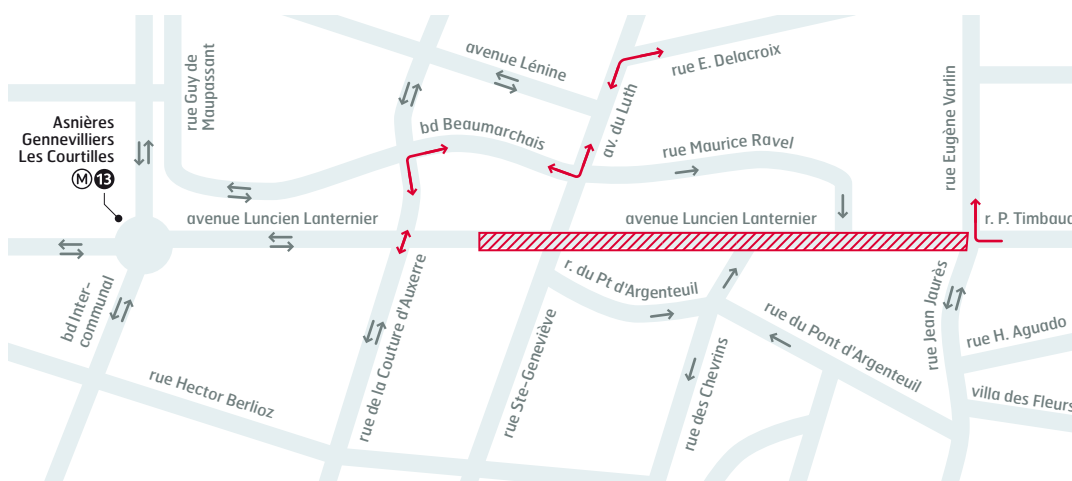 avenue Lénine
rue E. Delacroix
rue Guy de
Maupassant
av. du Luth
rue Eugène Varlin
Asnières
Gennevilliers
Les Courtilles
M 13
bd Beaumarchais
rue Maurice Ravel
avenue Luncien Lanternier
avenue Luncien Lanternier
r. P. Timbaud
bd Inter-
communal
rue de la Couture d'Auxerre
r. du Pt d'Argenteuil
rue Jean Jaurès
rue H. Aguado
rue du Pont d'Argenteuil
rue Hector Berlioz
rue Ste-Geneviève
rue des Chevrins
villa des Fleurs